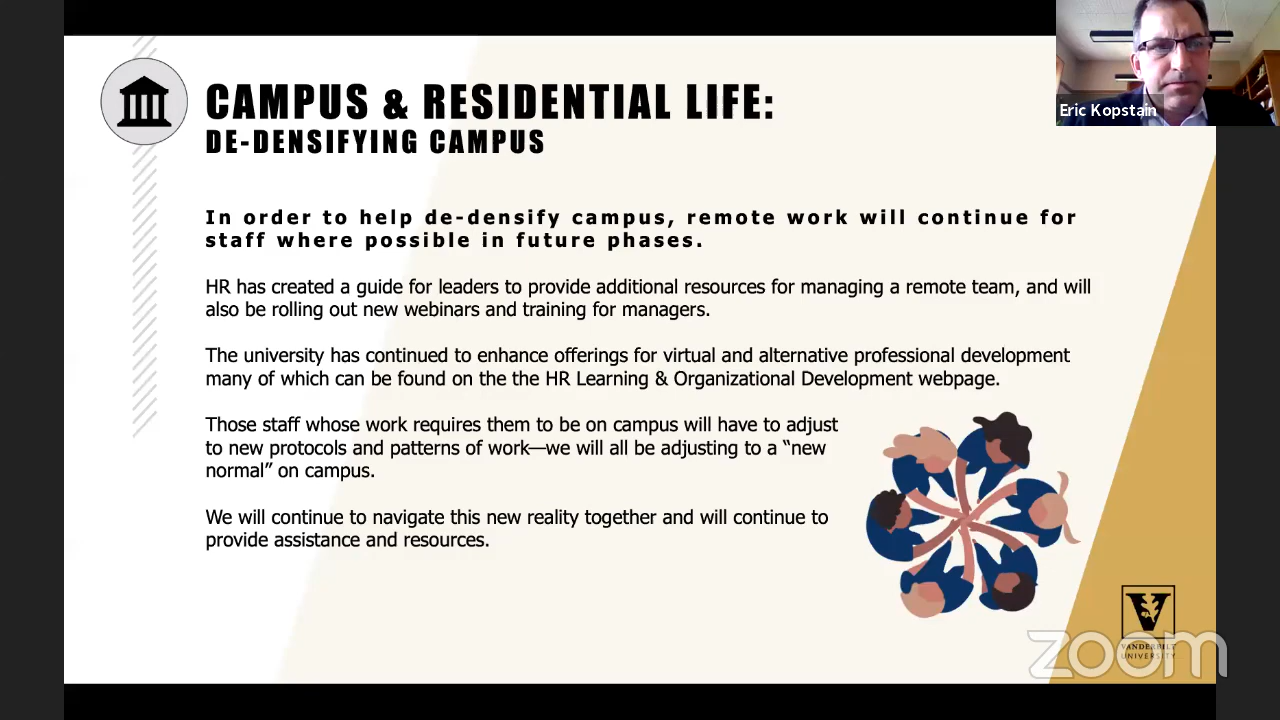 Eric Kopstain
CAMPUS & RESIDENTIAL LIFE:
DE-DENSIFYING CAMPUS
In order to help de-densify campus, remote work will continue for
staff where possible in future phases.
HR has created a guide for leaders to provide additional resources for managing a remote team, and will
also be rolling out new webinars and training for managers.
The university has continued to enhance offerings for virtual and alternative professional development
many of which can be found on the the HR Learning & Organizational Development webpage.
Those staff whose work requires them to be on campus will have to adjust
to new protocols and patterns of work—we will all be adjusting to a “new
normal” on campus.
We will continue to navigate this new reality together and will continue to
provide assistance and resources.
V
VANDERBILT
UNIVERSITY
zoom